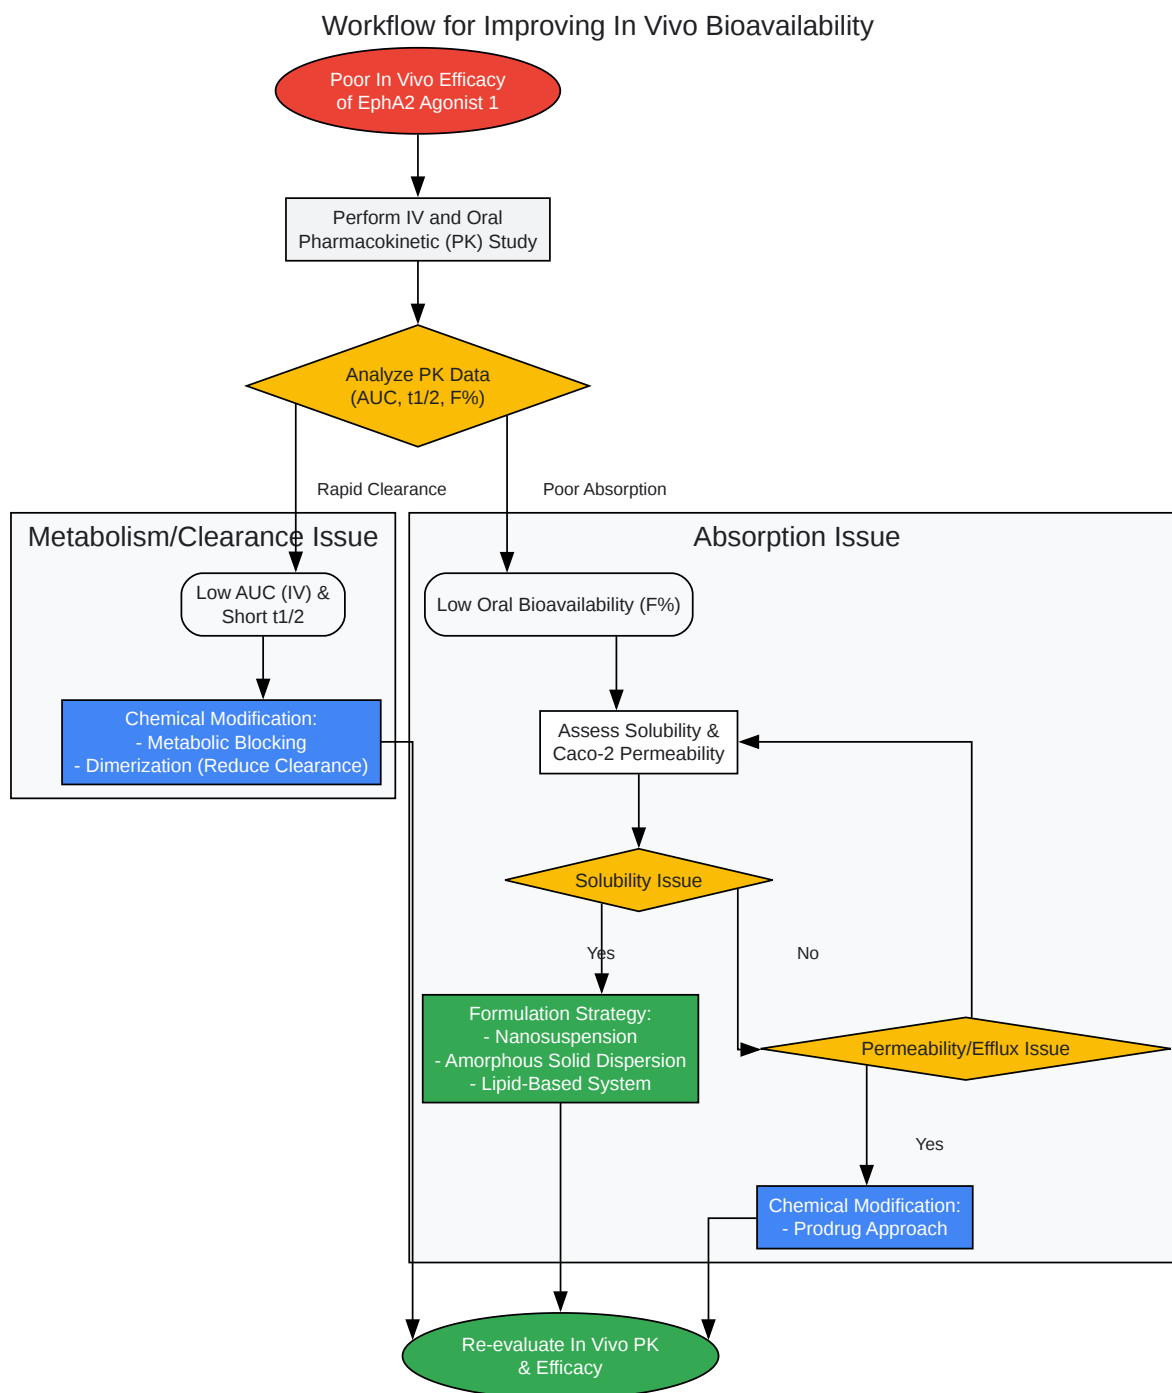 Workflow for Improving In Vivo Bioavailability
Poor In Vivo Efficacy
of EphA2 Agonist 1
Perform IV and Oral
Pharmacokinetic (PK) Study
Analyze PK Data
(AUC, t1/2, F%)
Rapid Clearance
Poor Absorption
Metabolism/Clearance Issue
Low AUC (IV) &
Short t1/2
Chemical Modification:
- Metabolic Blocking
- Dimerization (Reduce Clearance)
Absorption Issue
Low Oral Bioavailability (F%)
Assess Solubility &
Caco-2 Permeability
Solubility Issue
Yes
No
Formulation Strategy:
- Nanosuspension
- Amorphous Solid Dispersion
- Lipid-Based System
Permeability/Efflux Issue
Yes
Chemical Modification:
- Prodrug Approach
Re-evaluate In Vivo PK
& Efficacy